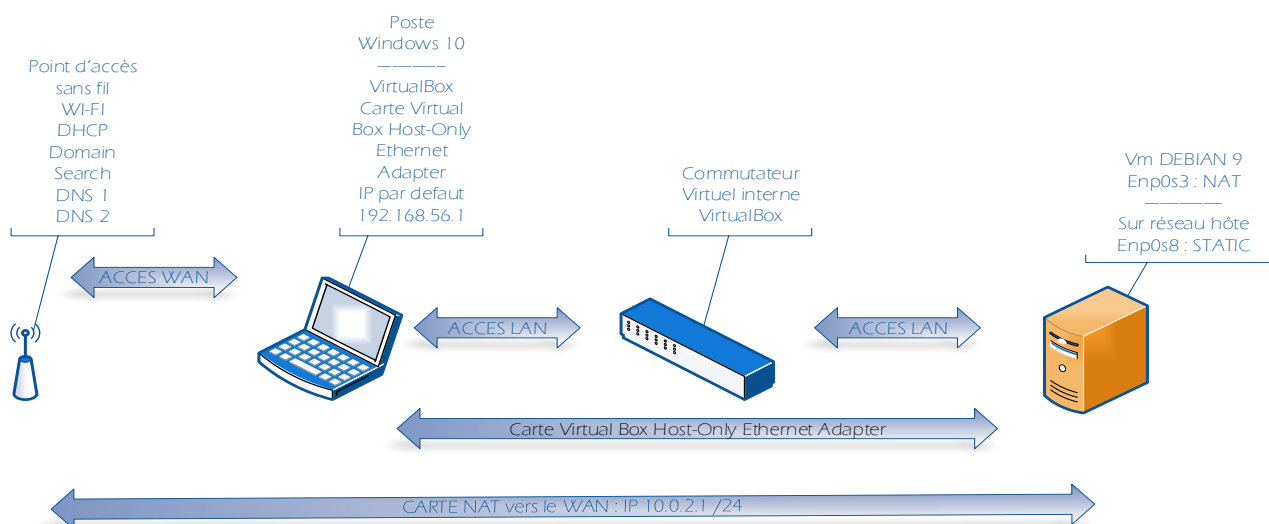 Point d'accès
sans fil
WI-FI
DHCP
Domain
Search
DNS 1
DNS 2
Poste
Windows 10
----------------
VirtualBox
Carte Virtual
Box Host-Only
Ethernet
Adapter
IP par defaut
192.168.56.1
Commutateur
Virtuel interne
VirtualBox
Vm DEBIAN 9
Enp0s3 : NAT
----------------
Sur réseau hôte
Enp0s8 : STATIC
ACCES WAN
ACCES LAN
ACCES LAN
Carte Virtual Box Host-Only Ethernet Adapter
CARTE NAT vers le WAN : IP 10.0.2.1 /24